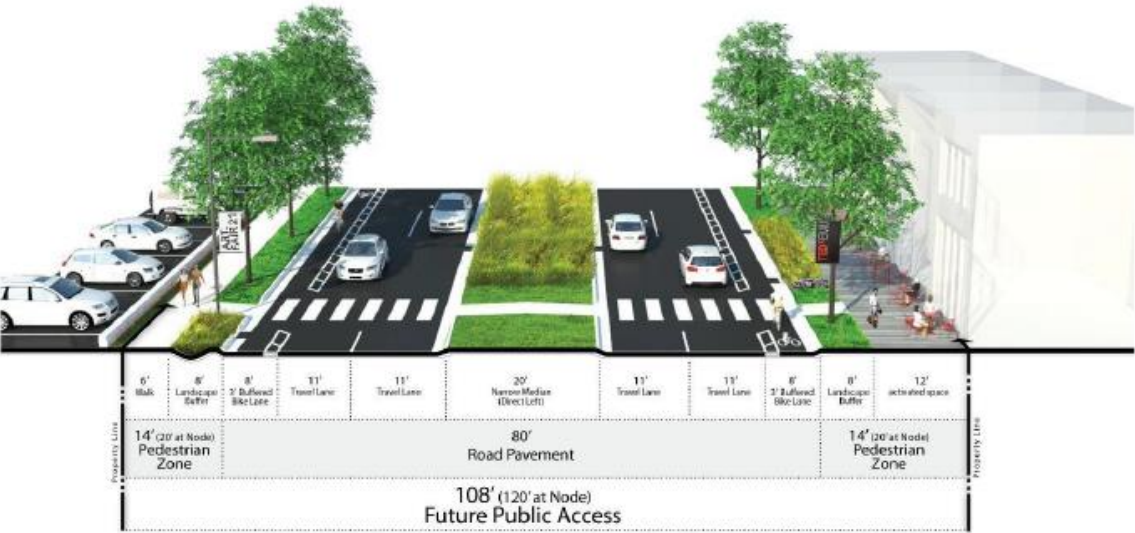 ART
FAIR 21
6'
Walk
8'
Landscape
Buffer
8'
3' Buffered
Bike Lane
11'
Travel Lane
11'
Travel Lane
20'
Narrow Median
(Direct Left)
11'
Travel Lane
11'
Travel Lane
8'
3' Buffered
Bike Lane
8'
Landscape
Buffer
12'
activated space
Property Line
14' (20' at Node)
Pedestrian
Zone
80'
Road Pavement
14' (20' at Node)
Pedestrian
Zone
Property Line
108' (120' at Node)
Future Public Access